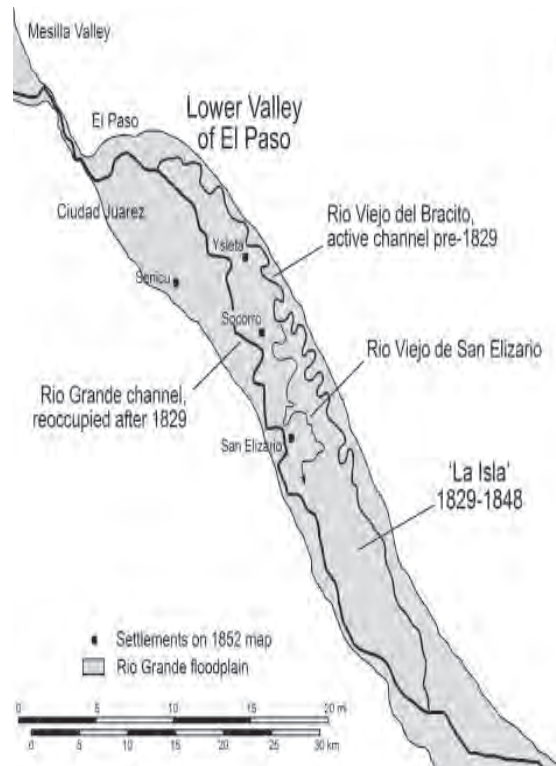 Mesilla Valley
El Paso
Lower Valley
of El Paso
Ciudad Juarez
Rio Viejo del Bracito,
active channel pre-1829
Ysleta
Senicu
Socorro
Rio Viejo de San Elizario
Rio Grande channel,
reoccupied after 1829
San Elizario
'La Isla'
1829-1848
Settlements on 1852 map
Rio Grande floodplain
0 5 10 15 20 mi
0 5 10 15 20 25 30 km